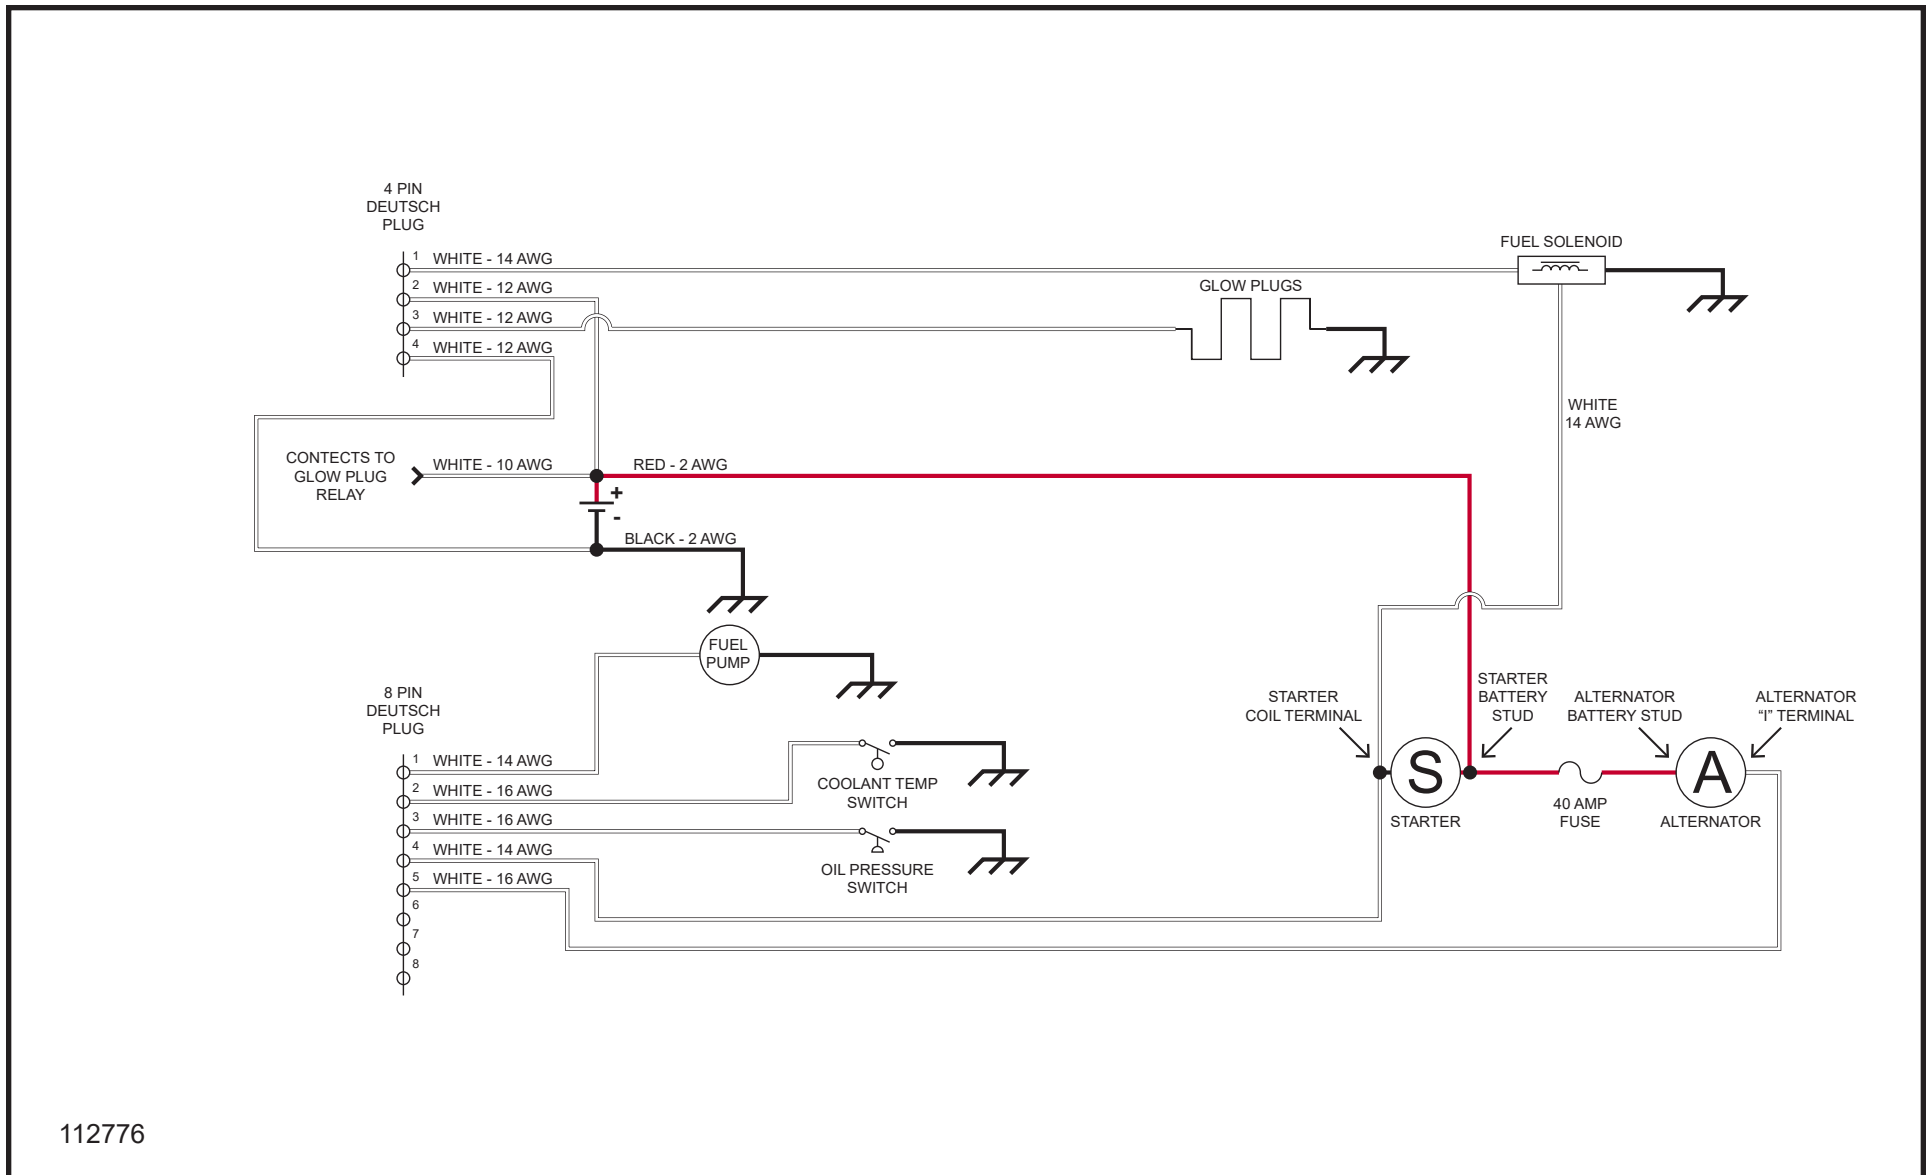 4 PIN
DEUTSCH
PLUG
1 WHITE - 14 AWG
2 WHITE - 12 AWG
3 WHITE - 12 AWG
4 WHITE - 12 AWG
FUEL SOLENOID
GLOW PLUGS
WHITE
14 AWG
CONTECTS TO
GLOW PLUG
RELAY
WHITE - 10 AWG
RED - 2 AWG
+
-
BLACK - 2 AWG
FUEL
PUMP
8 PIN
DEUTSCH
PLUG
1 WHITE - 14 AWG
2 WHITE - 16 AWG
3 WHITE - 16 AWG
4 WHITE - 14 AWG
5 WHITE - 16 AWG
6
7
8
COOLANT TEMP
SWITCH
OIL PRESSURE
SWITCH
STARTER
COIL TERMINAL
STARTER
BATTERY
STUD
ALTERNATOR
BATTERY STUD
ALTERNATOR
“I” TERMINAL
S
STARTER
40 AMP
FUSE
A
ALTERNATOR
112776